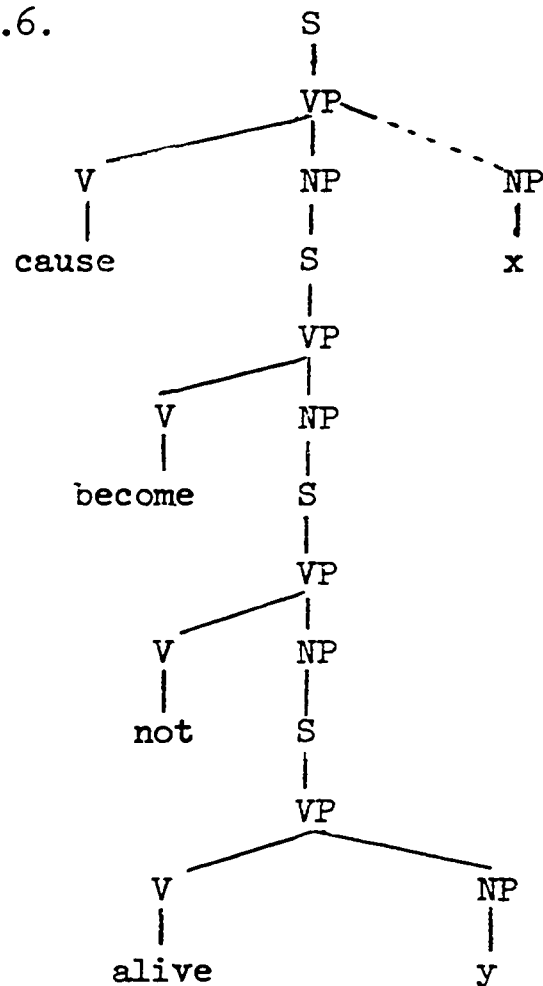 .6.
S
VP
V NP NP
cause S x
VP
V NP
become S
VP
V NP
not S
VP
V NP
alive y